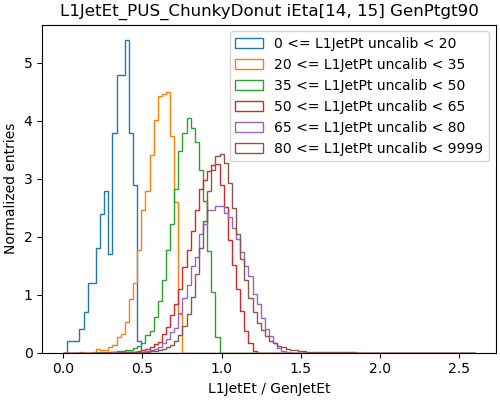 L1JetEt_PUS_ChunkyDonut iEta[14, 15] GenPtgt90
0 <= L1JetPt uncalib < 20
20 <= L1JetPt uncalib < 35
35 <= L1JetPt uncalib < 50
50 <= L1JetPt uncalib < 65
65 <= L1JetPt uncalib < 80
80 <= L1JetPt uncalib < 9999
Normalized entries
5
4
3
2
1
0
0.0 0.5 1.0 1.5 2.0 2.5
L1JetEt / GenJetEt